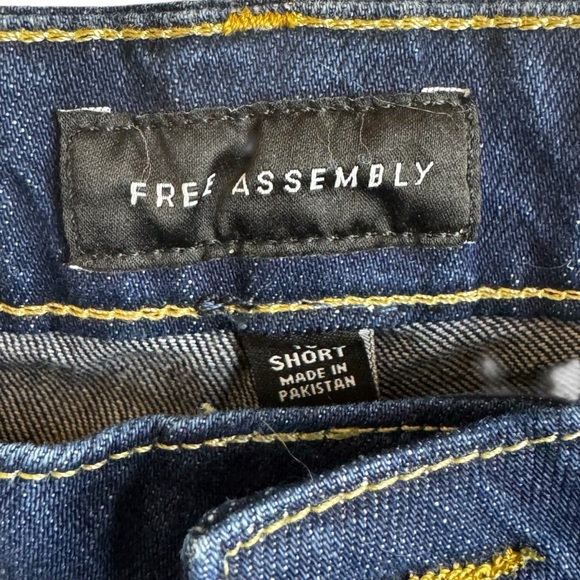 FREE ASSEMBLY
SHORT
MADE IN
PAKISTAN